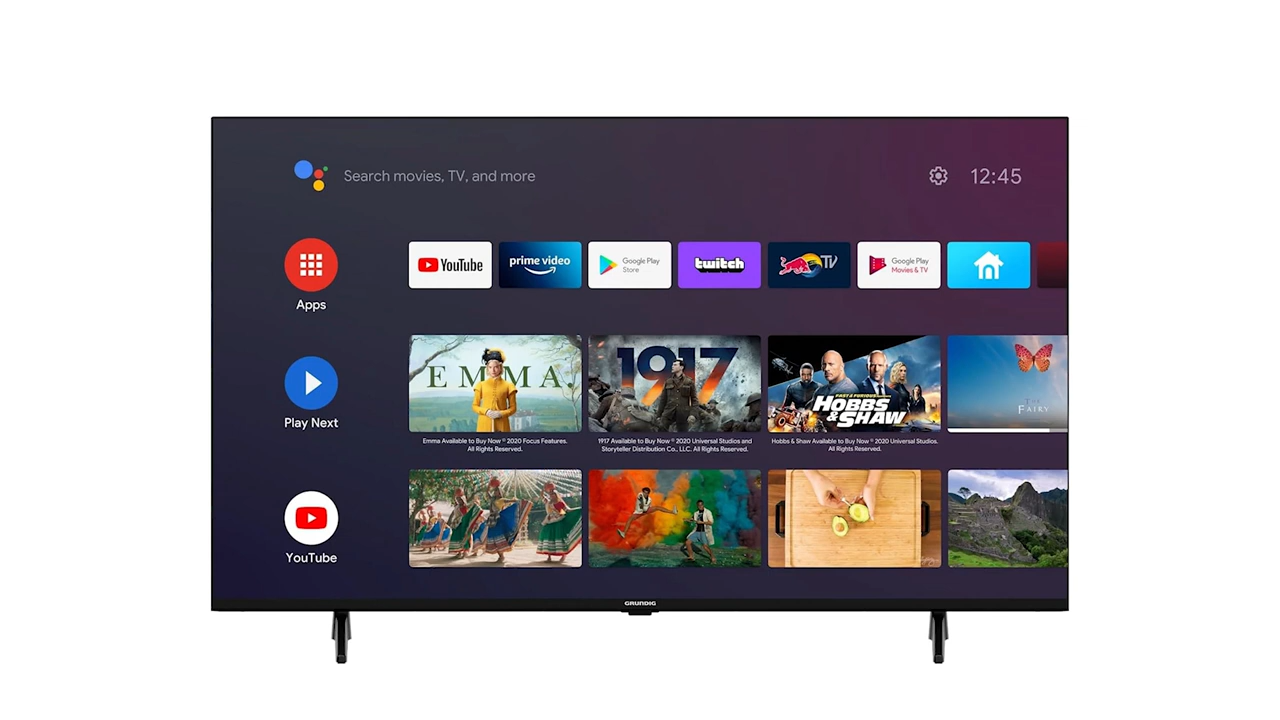 Search movies, TV, and more
12:45
YouTube
prime video
Google Play
Store
twitch
TV
Google Play
Movies & TV
Apps
EMMA.
1917
FAST & FURIOUS
HOBBS
& SHAW
THE
FAIRY
Play Next
Emma Available to Buy Now © 2020 Focus Features.
All Rights Reserved.
1917 Available to Buy Now © 2020 Universal Studios and
Storyteller Distribution Co., LLC. All Rights Reserved.
Hobbs & Shaw Available to Buy Now © 2020 Universal Studios.
All Rights Reserved.
YouTube
GRUNDIG